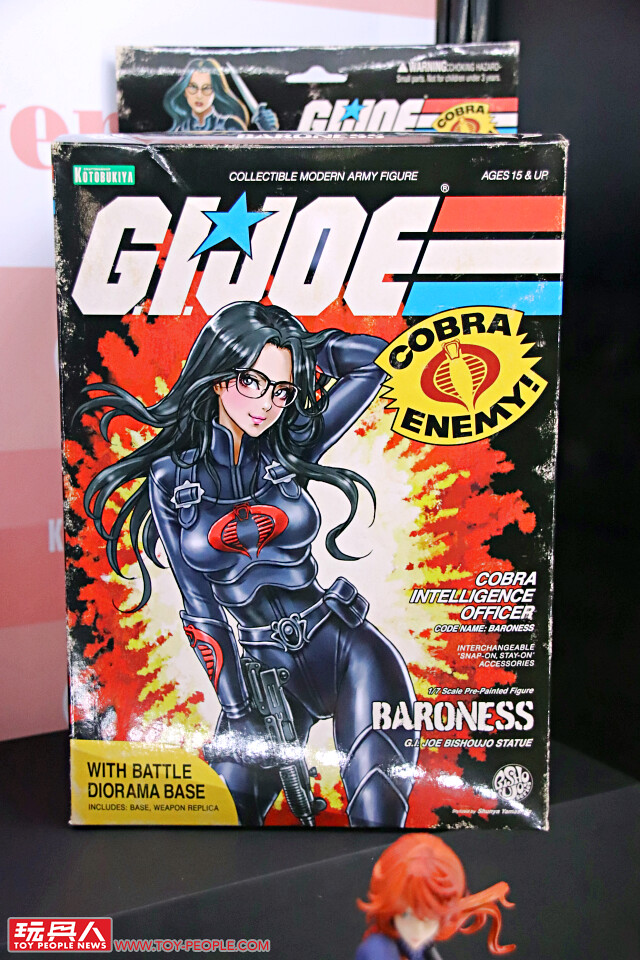 WARNING: CHOKING HAZARD-
Small parts. Not for children under 3 years.
G.I. JOE
COBRA
BARONESS
KOTOBUKIYA
COLLECTIBLE MODERN ARMY FIGURE
AGES 15 & UP
G.I. JOE®
COBRA
ENEMY!
COBRA
INTELLIGENCE
OFFICER
CODE NAME: BARONESS
INTERCHANGEABLE
"SNAP-ON, STAY-ON"
ACCESSORIES
1/7 Scale Pre-Painted Figure
BARONESS
G.I. JOE BISHOUJO STATUE
WITH BATTLE
DIORAMA BASE
INCLUDES: BASE, WEAPON REPLICA
BISHOUJO
Shunya
玩具人
TOY PEOPLE NEWS
WWW.TOY-PEOPLE.COM